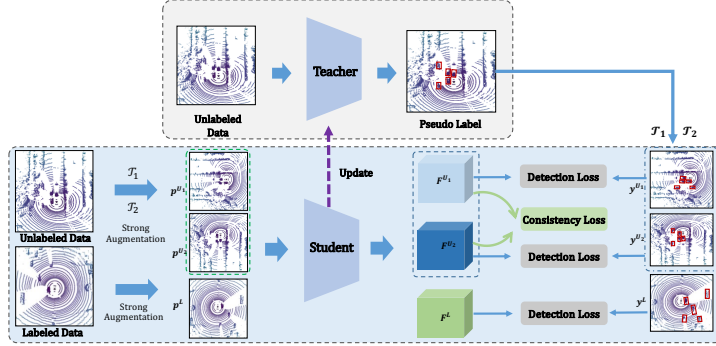 Teacher
Unlabeled
Data
Pseudo Label
𝒯₁ 𝒯₂
Update
𝒯₁
𝒯₂
Strong
Augmentation
Unlabeled Data
p^{U₁}
p^{U₂}
Student
F^{U₁}
F^{U₂}
Detection Loss
Consistency Loss
Detection Loss
y^{U₁}
y^{U₂}
Labeled Data
Strong
Augmentation
p^L
F^L
Detection Loss
y^L